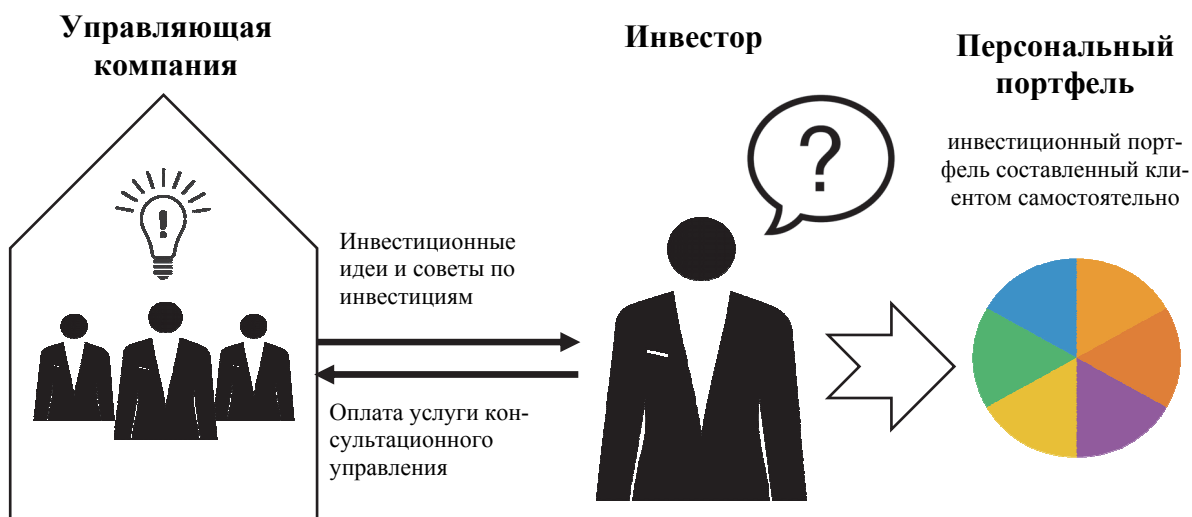 Управляющая
компания
Инвестор
Персональный
портфель
?
инвестиционный порт-
фель составленный кли-
ентом самостоятельно
!
Инвестиционные
идеи и советы по
инвестициям
Оплата услуги кон-
сультационного
управления